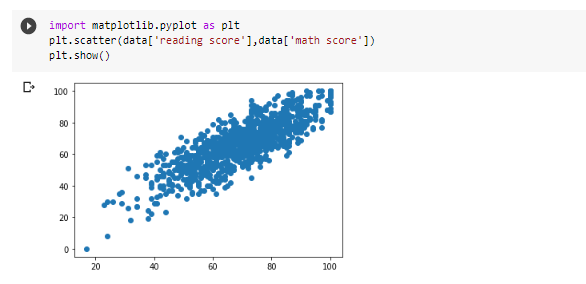 import matplotlib.pyplot as plt
plt.scatter(data['reading score'],data['math score'])
plt.show()
100
80
60
40
20
0
20 40 60 80 100